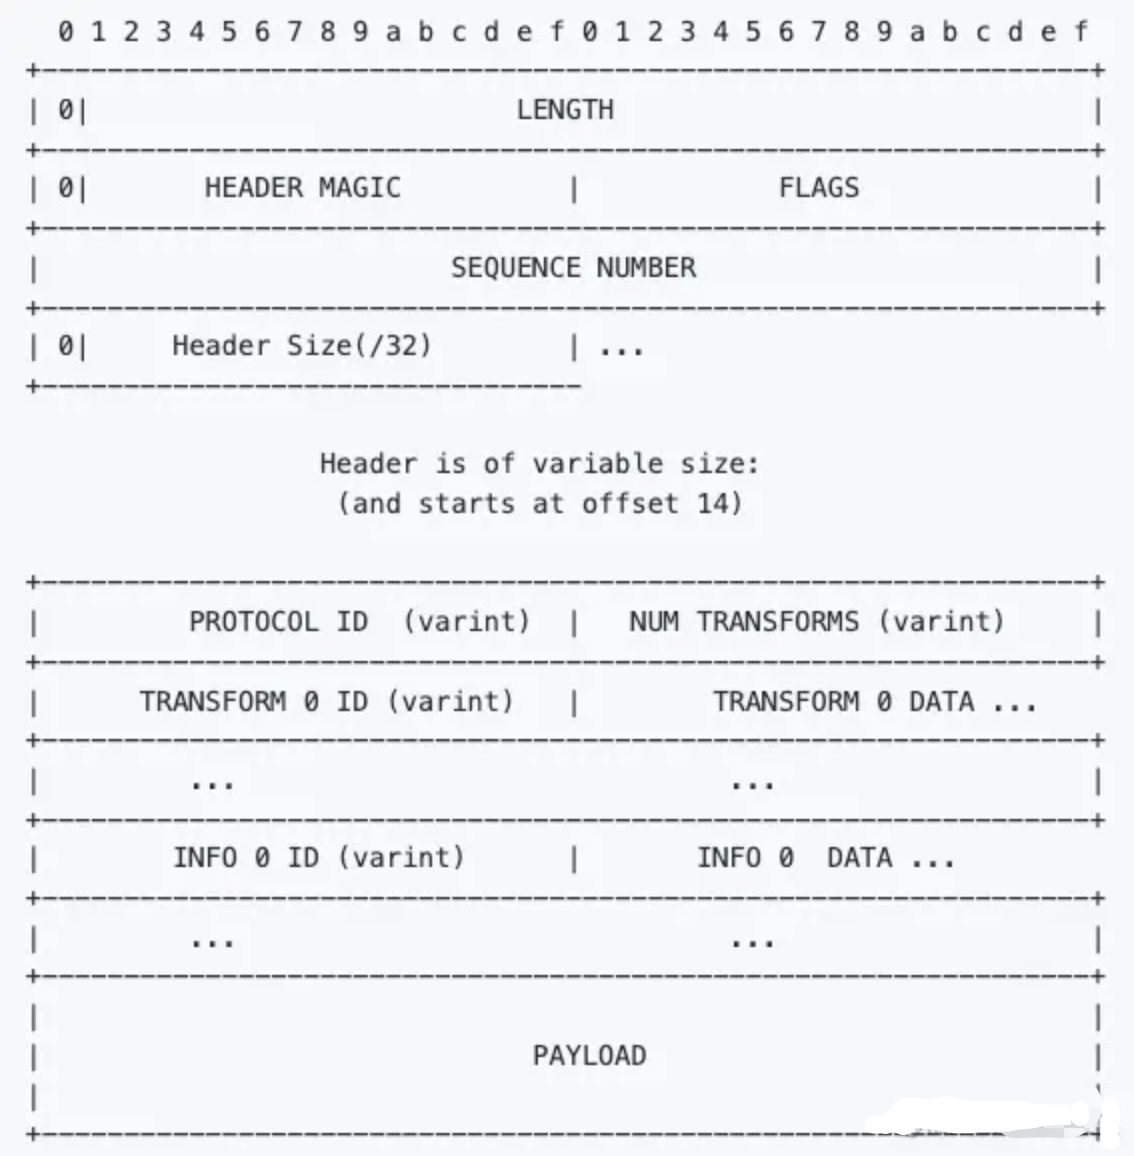 0 1 2 3 4 5 6 7 8 9 a b c d e f 0 1 2 3 4 5 6 7 8 9 a b c d e f
+----------------------------------------------------------------+
| 0|                          LENGTH                             |
+----------------------------------------------------------------+
| 0|       HEADER MAGIC          |            FLAGS              |
+----------------------------------------------------------------+
|                         SEQUENCE NUMBER                        |
+----------------------------------------------------------------+
| 0|     Header Size(/32)        | ...
+---------------------------------
Header is of variable size:
(and starts at offset 14)
+----------------------------------------------------------------+
|         PROTOCOL ID  (varint)  |   NUM TRANSFORMS (varint)     |
+----------------------------------------------------------------+
|      TRANSFORM 0 ID (varint)   |        TRANSFORM 0 DATA ...
+----------------------------------------------------------------+
|         ...                              ...                   |
+----------------------------------------------------------------+
|        INFO 0 ID (varint)      |       INFO 0  DATA ...
+----------------------------------------------------------------+
|         ...                              ...                   |
+----------------------------------------------------------------+
|                                                                |
|                              PAYLOAD                           |
|                                                                |
+----------------------------------------------------------------+